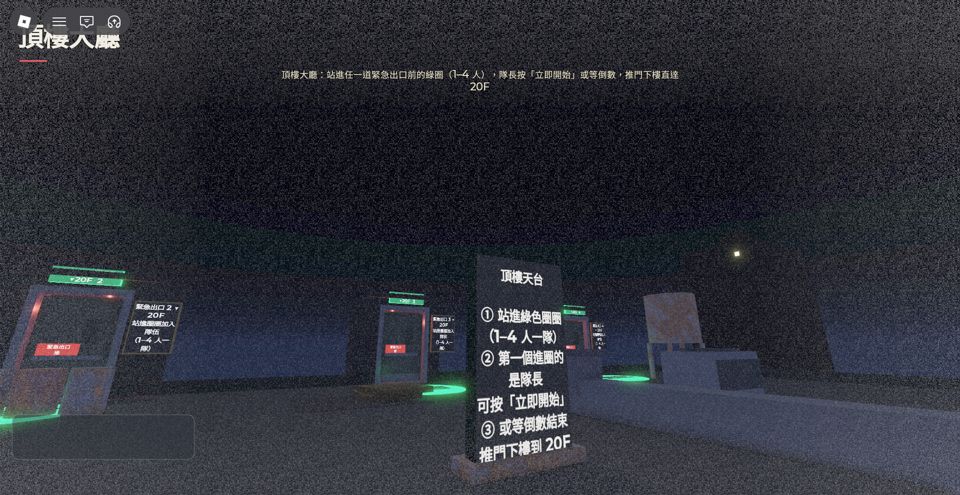 頂樓大廳
頂樓大廳：站進任一道緊急出口前的綠圈（1–4 人），隊長按「立即開始」或等倒數，推門下樓直達
20F
20F 2
緊急出口 2
20F
站進圈圈加入
隊伍
（1–4 人一
隊）
緊急出口
頂樓天台
① 站進綠色圈圈
（1–4 人一隊）
② 第一個進圈的
是隊長
可按「立即開始」
③ 或等倒數結束
推門下樓到 20F